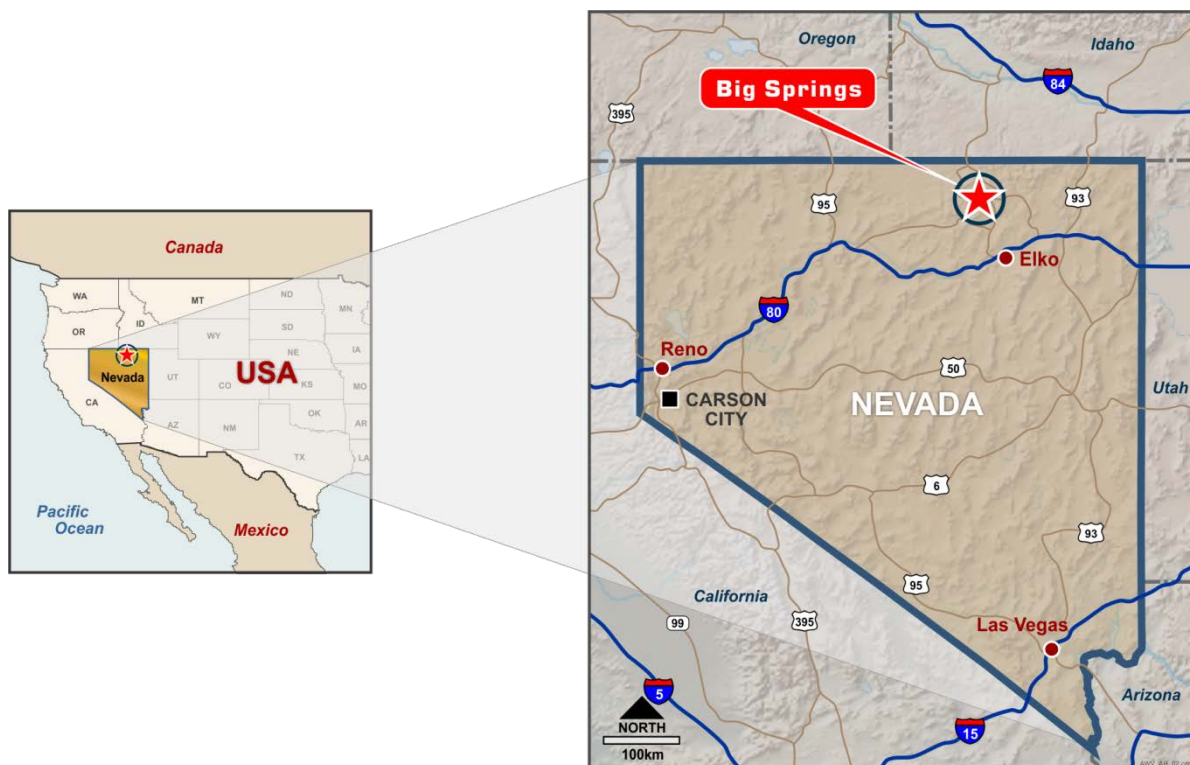 Canada
WA
MT
ND
MN
OR
ID
SD
WY
IA
NE
Nevada
USA
UT
CO
KS
MO
CA
OK
AZ
NM
AR
TX
LA
Pacific
Ocean
Mexico
Oregon
Idaho
Big Springs
84
395
95
93
Elko
80
Reno
50
CARSON
CITY
NEVADA
Utah
6
93
95
California
99
395
Las Vegas
5
Arizona
NORTH
15
100km